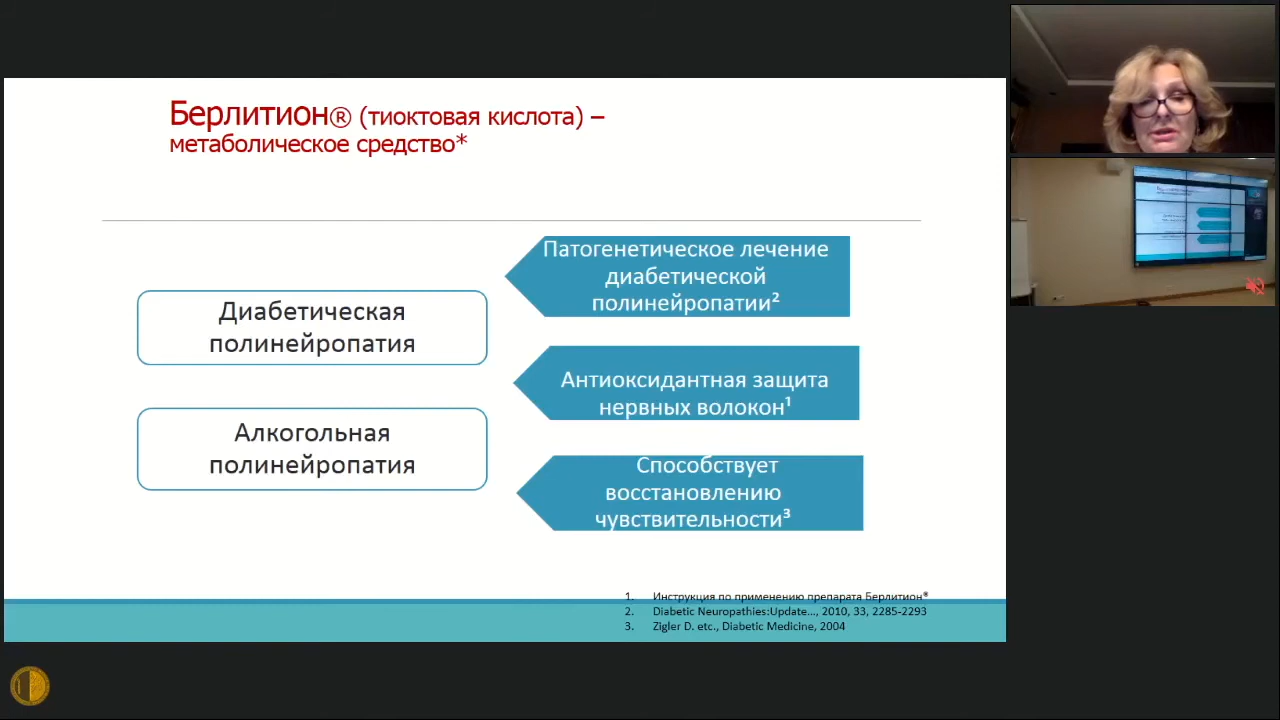 Берлитион® (тиоктовая кислота) –
метаболическое средство*
Диабетическая
полинейропатия
Алкогольная
полинейропатия
Патогенетическое лечение
диабетической
полинейропатии²
Антиоксидантная защита
нервных волокон¹
Способствует
восстановлению
чувствительности³
1. Инструкция по применению препарата Берлитион®
2. Diabetic Neuropathies:Update..., 2010, 33, 2285-2293
3. Zigler D. etc., Diabetic Medicine, 2004